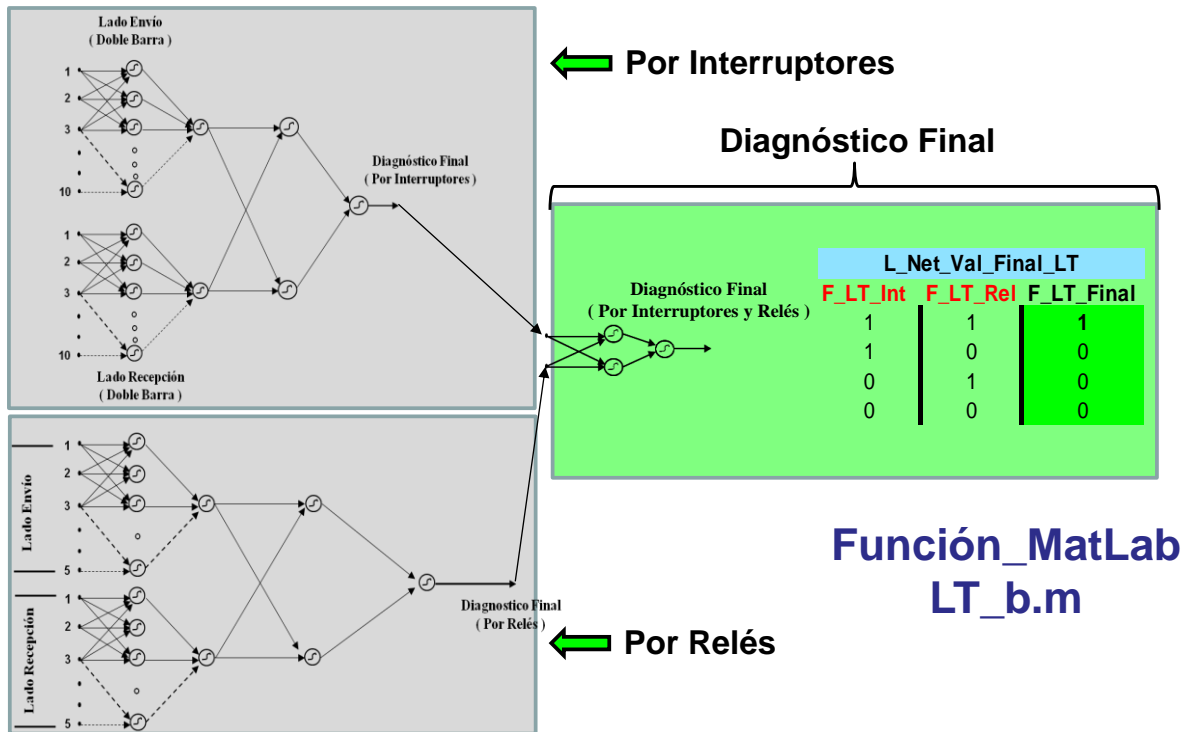 Lado Envío
( Doble Barra )
1
2
3
10
1
2
3
10
Lado Recepción
( Doble Barra )
Diagnóstico Final
( Por Interruptores )
Por Interruptores
Diagnóstico Final
Diagnóstico Final
( Por Interruptores y Relés )
L_Net_Val_Final_LT
F_LT_Int F_LT_Rel F_LT_Final
1 1 1
1 0 0
0 1 0
0 0 0
Lado Envío
1
2
3
5
Lado Recepción
1
2
3
5
Diagnostico Final
( Por Relés )
Por Relés
Función_MatLab
LT_b.m